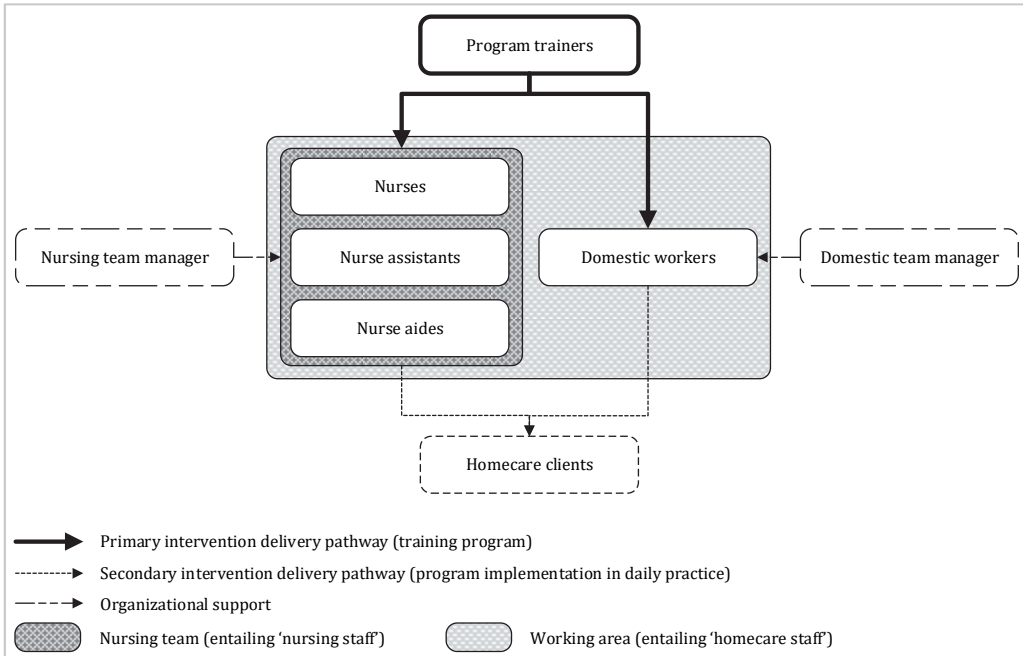 Program trainers
Nurses
Nursing team manager
Nurse assistants
Domestic workers
Domestic team manager
Nurse aides
Homecare clients
Primary intervention delivery pathway (training program)
Secondary intervention delivery pathway (program implementation in daily practice)
Organizational support
Nursing team (entailing ‘nursing staff’)
Working area (entailing ‘homecare staff’)